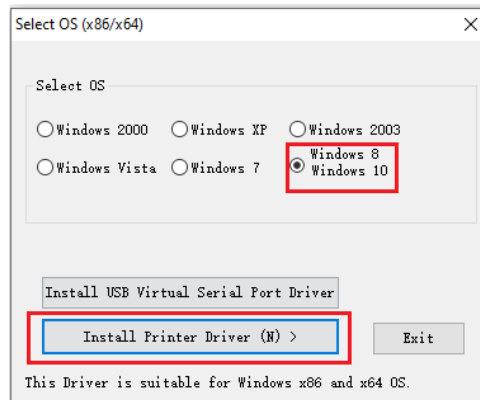 Select OS (x86/x64)
Select OS
Windows 2000 Windows XP Windows 2003
Windows Vista Windows 7 Windows 8
Windows 10
Install USB Virtual Serial Port Driver
Install Printer Driver (N) >
Exit
This Driver is suitable for Windows x86 and x64 OS.